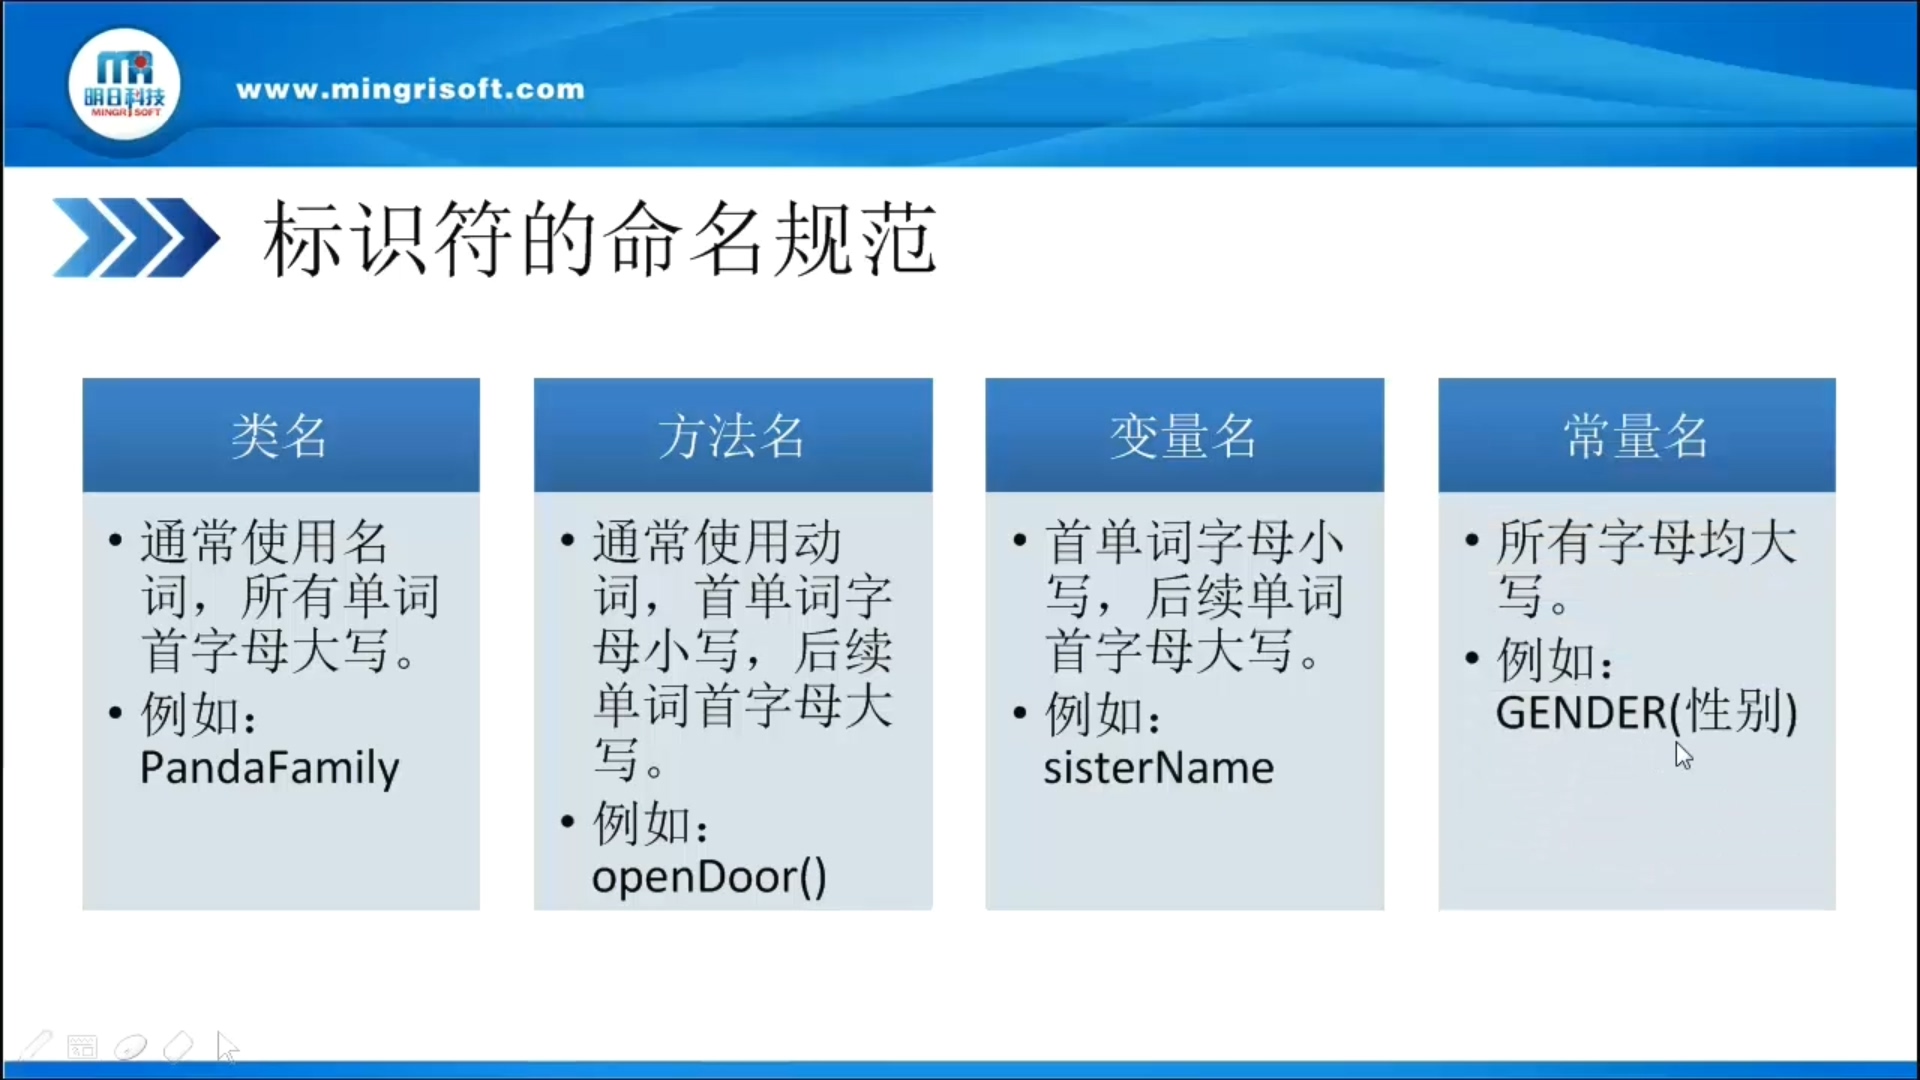 明日科技
MINGRISOFT
www.mingrisoft.com
标识符的命名规范
类名
• 通常使用名
词，所有单词
首字母大写。
• 例如：
PandaFamily
方法名
• 通常使用动
词，首单词字
母小写，后续
单词首字母大
写。
• 例如：
openDoor()
变量名
• 首单词字母小
写，后续单词
首字母大写。
• 例如：
sisterName
常量名
• 所有字母均大
写。
• 例如：
GENDER(性别)